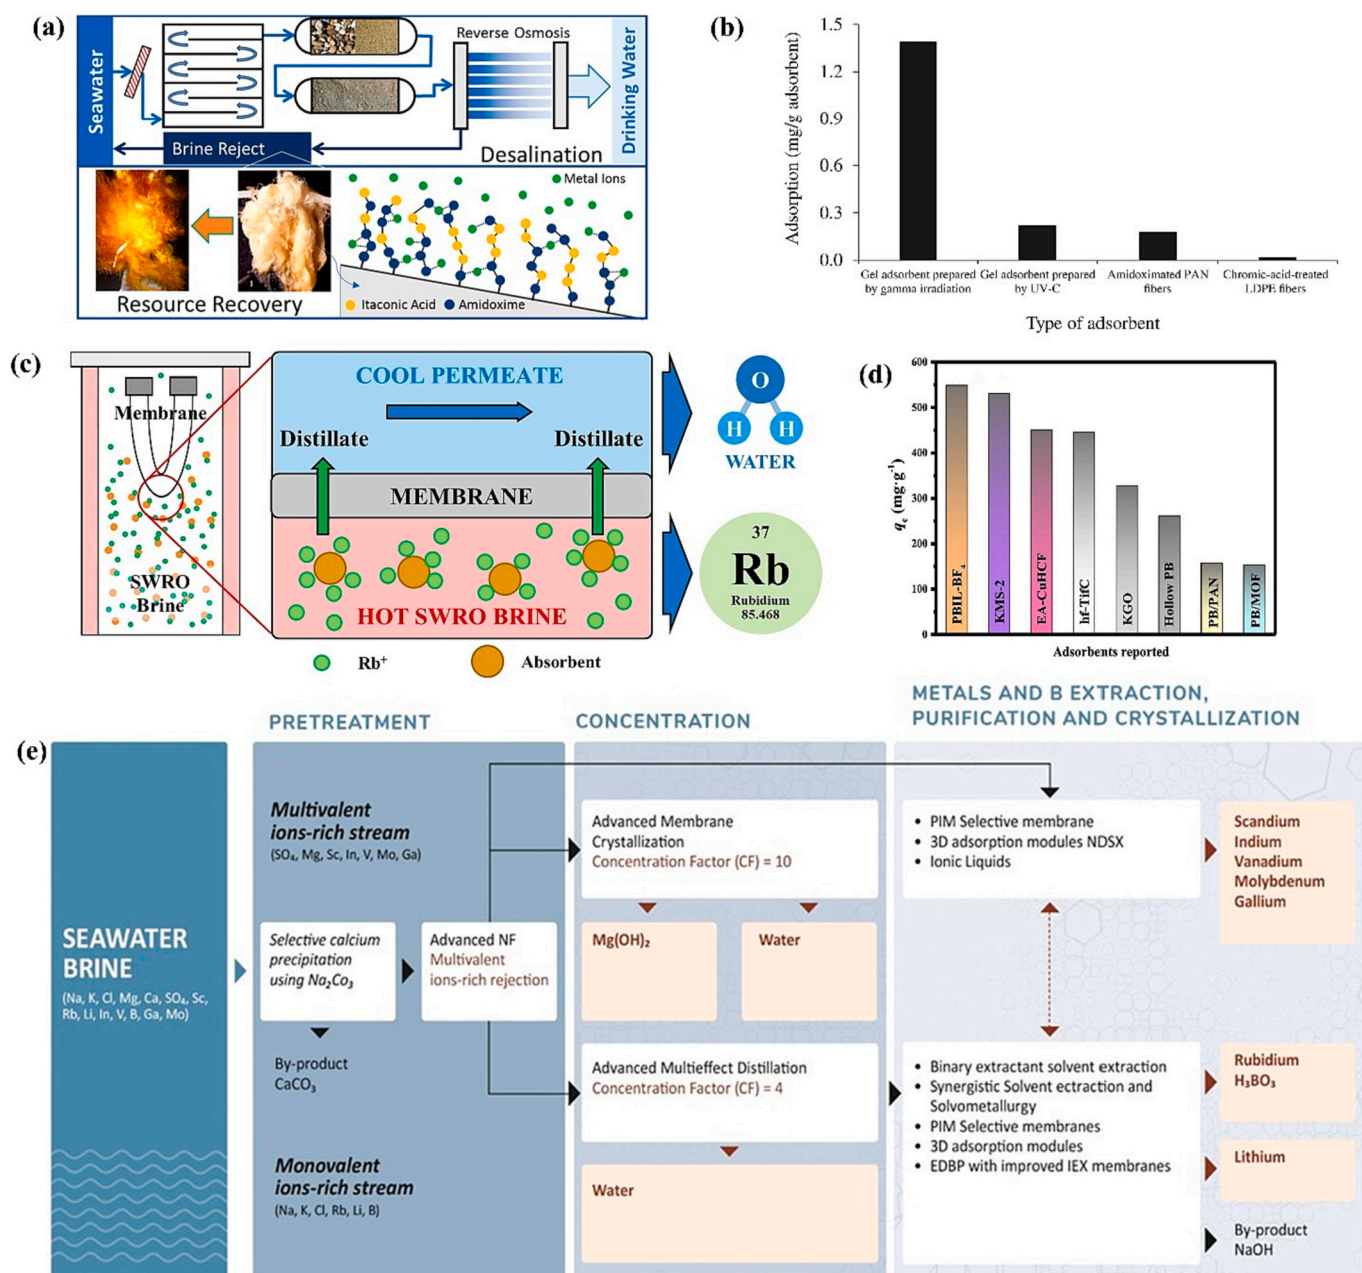 (a)
Seawater
Reverse Osmosis
Drinking Water
Brine Reject
Desalination
Metal Ions
Resource Recovery
Itaconic Acid
Amidoxime
(b)
Adsorption (mg/g adsorbent)
1.5
1.2
0.9
0.6
0.3
0.0
Gel adsorbent prepared
by gamma irradiation
Gel adsorbent prepared
by UV-C
Amidoximated PAN
fibers
Chromic-acid-treated
LDPE fibers
Type of adsorbent
(c)
Membrane
SWRO
Brine
COOL PERMEATE
Distillate
Distillate
MEMBRANE
HOT SWRO BRINE
Rb⁺
Absorbent
O
H
H
WATER
37
Rb
Rubidium
85.468
(d)
qe (mg·g⁻¹)
600
500
400
300
200
100
0
PBIL-BF₄
KMS-2
EA-CuHCF
hf-TifC
KGO
Hollow PB
PB/PAN
PB/MOF
Adsorbents reported
(e)
PRETREATMENT
CONCENTRATION
METALS AND B EXTRACTION,
PURIFICATION AND CRYSTALLIZATION
SEAWATER
BRINE
(Na, K, Cl, Mg, Ca, SO₄, Sc,
Rb, Li, In, V, B, Ga, Mo)
Multivalent
ions-rich stream
(SO₄, Mg, Sc, In, V, Mo, Ga)
Selective calcium
precipitation
using Na₂Co₃
By-product
CaCO₃
Advanced NF
Multivalent
ions-rich rejection
Monovalent
ions-rich stream
(Na, K, Cl, Rb, Li, B)
Advanced Membrane
Crystallization
Concentration Factor (CF) = 10
Mg(OH)₂
Water
Advanced Multieffect Distillation
Concentration Factor (CF) = 4
Water
• PIM Selective membrane
• 3D adsorption modules NDSX
• Ionic Liquids
Scandium
Indium
Vanadium
Molybdenum
Gallium
• Binary extractant solvent extraction
• Synergistic Solvent ectraction and
Solvometallurgy
• PIM Selective membranes
• 3D adsorption modules
• EDBP with improved IEX membranes
Rubidium
H₃BO₃
Lithium
By-product
NaOH